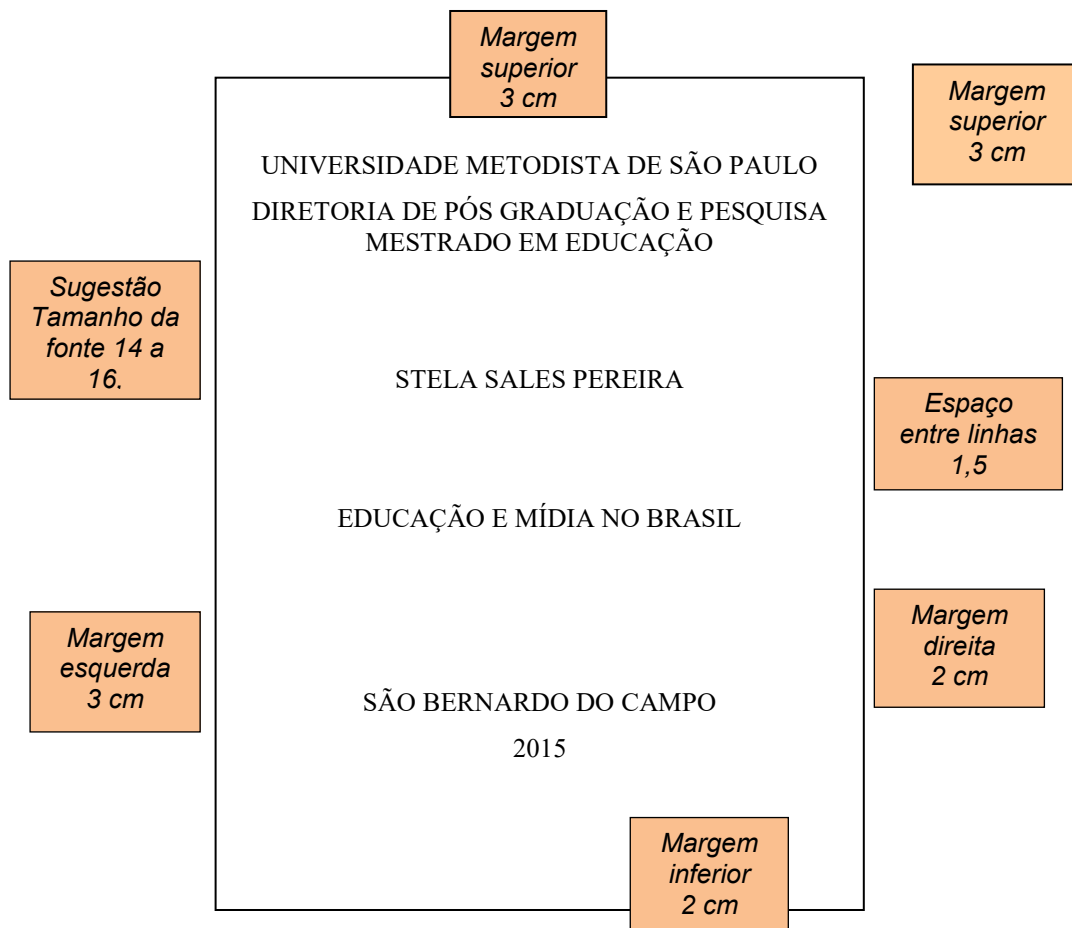 Margem
superior
3 cm
Margem
superior
3 cm
UNIVERSIDADE METODISTA DE SÃO PAULO
DIRETORIA DE PÓS GRADUAÇÃO E PESQUISA
MESTRADO EM EDUCAÇÃO
Sugestão
Tamanho da
fonte 14 a
16.
STELA SALES PEREIRA
Espaço
entre linhas
1,5
EDUCAÇÃO E MÍDIA NO BRASIL
Margem
esquerda
3 cm
Margem
direita
2 cm
SÃO BERNARDO DO CAMPO
2015
Margem
inferior
2 cm